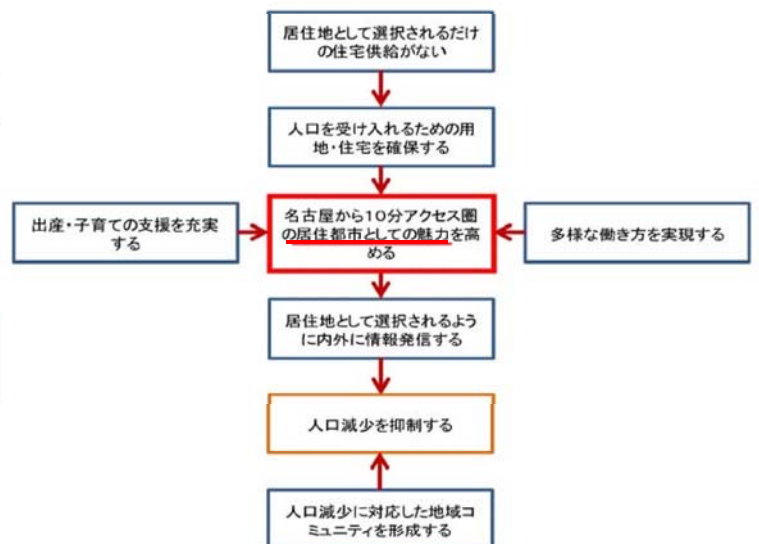 居住地として選択されるだけ
の住宅供給がない
人口を受け入れるための用
地・住宅を確保する
出産・子育ての支援を充実
する
名古屋から10分アクセス圏
の居住都市としての魅力を高
める
多様な働き方を実現する
居住地として選択されるよう
に内外に情報発信する
人口減少を抑制する
人口減少に対応した地域コ
ミュニティを形成する